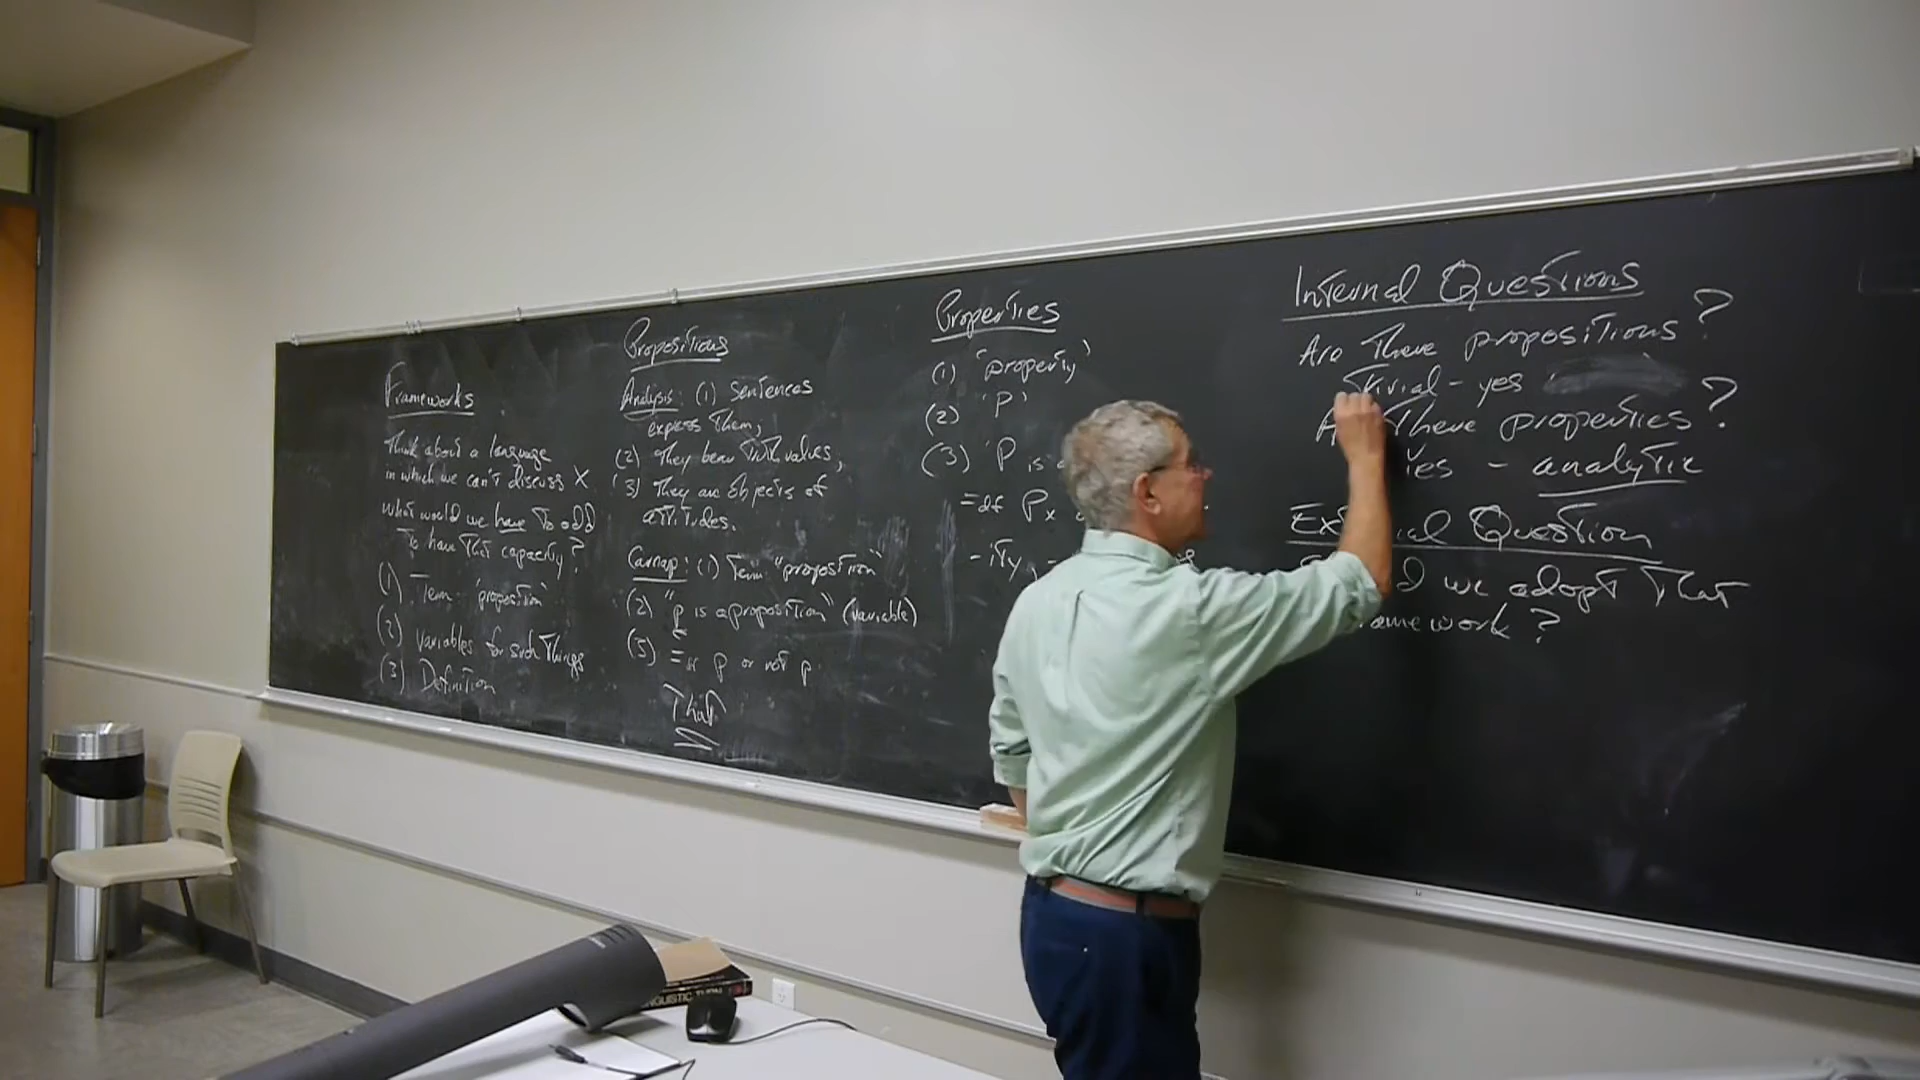 Frameworks
Think about a language
in which we can't discuss X
what would we have to add
to have that capacity?
(1) Term "proposition"
(2) variables for such things
(3) Definition
Propositions
Analysis: (1) sentences
express them,
(2) They bear truth values,
(3) They are objects of
attitudes.
Carnap: (1) Term "proposition"
(2) "p is a proposition" (variable)
(3) =df p or not p
That
Properties
(1) 'property'
(2) 'P'
(3) 'P is a
=df Px o
-ity, -
Internal Questions
Are there propositions?
Trivial - yes
there properties?
Yes - analytic
External Question
we adopt that
framework?
LINGUISTIC TURN